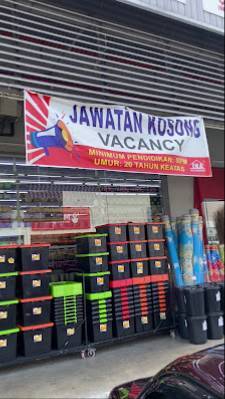 JAWATAN KOSONG
VACANCY
MINIMUM PENDIDIKAN: SPM
UMUR: 20 TAHUN KEATAS